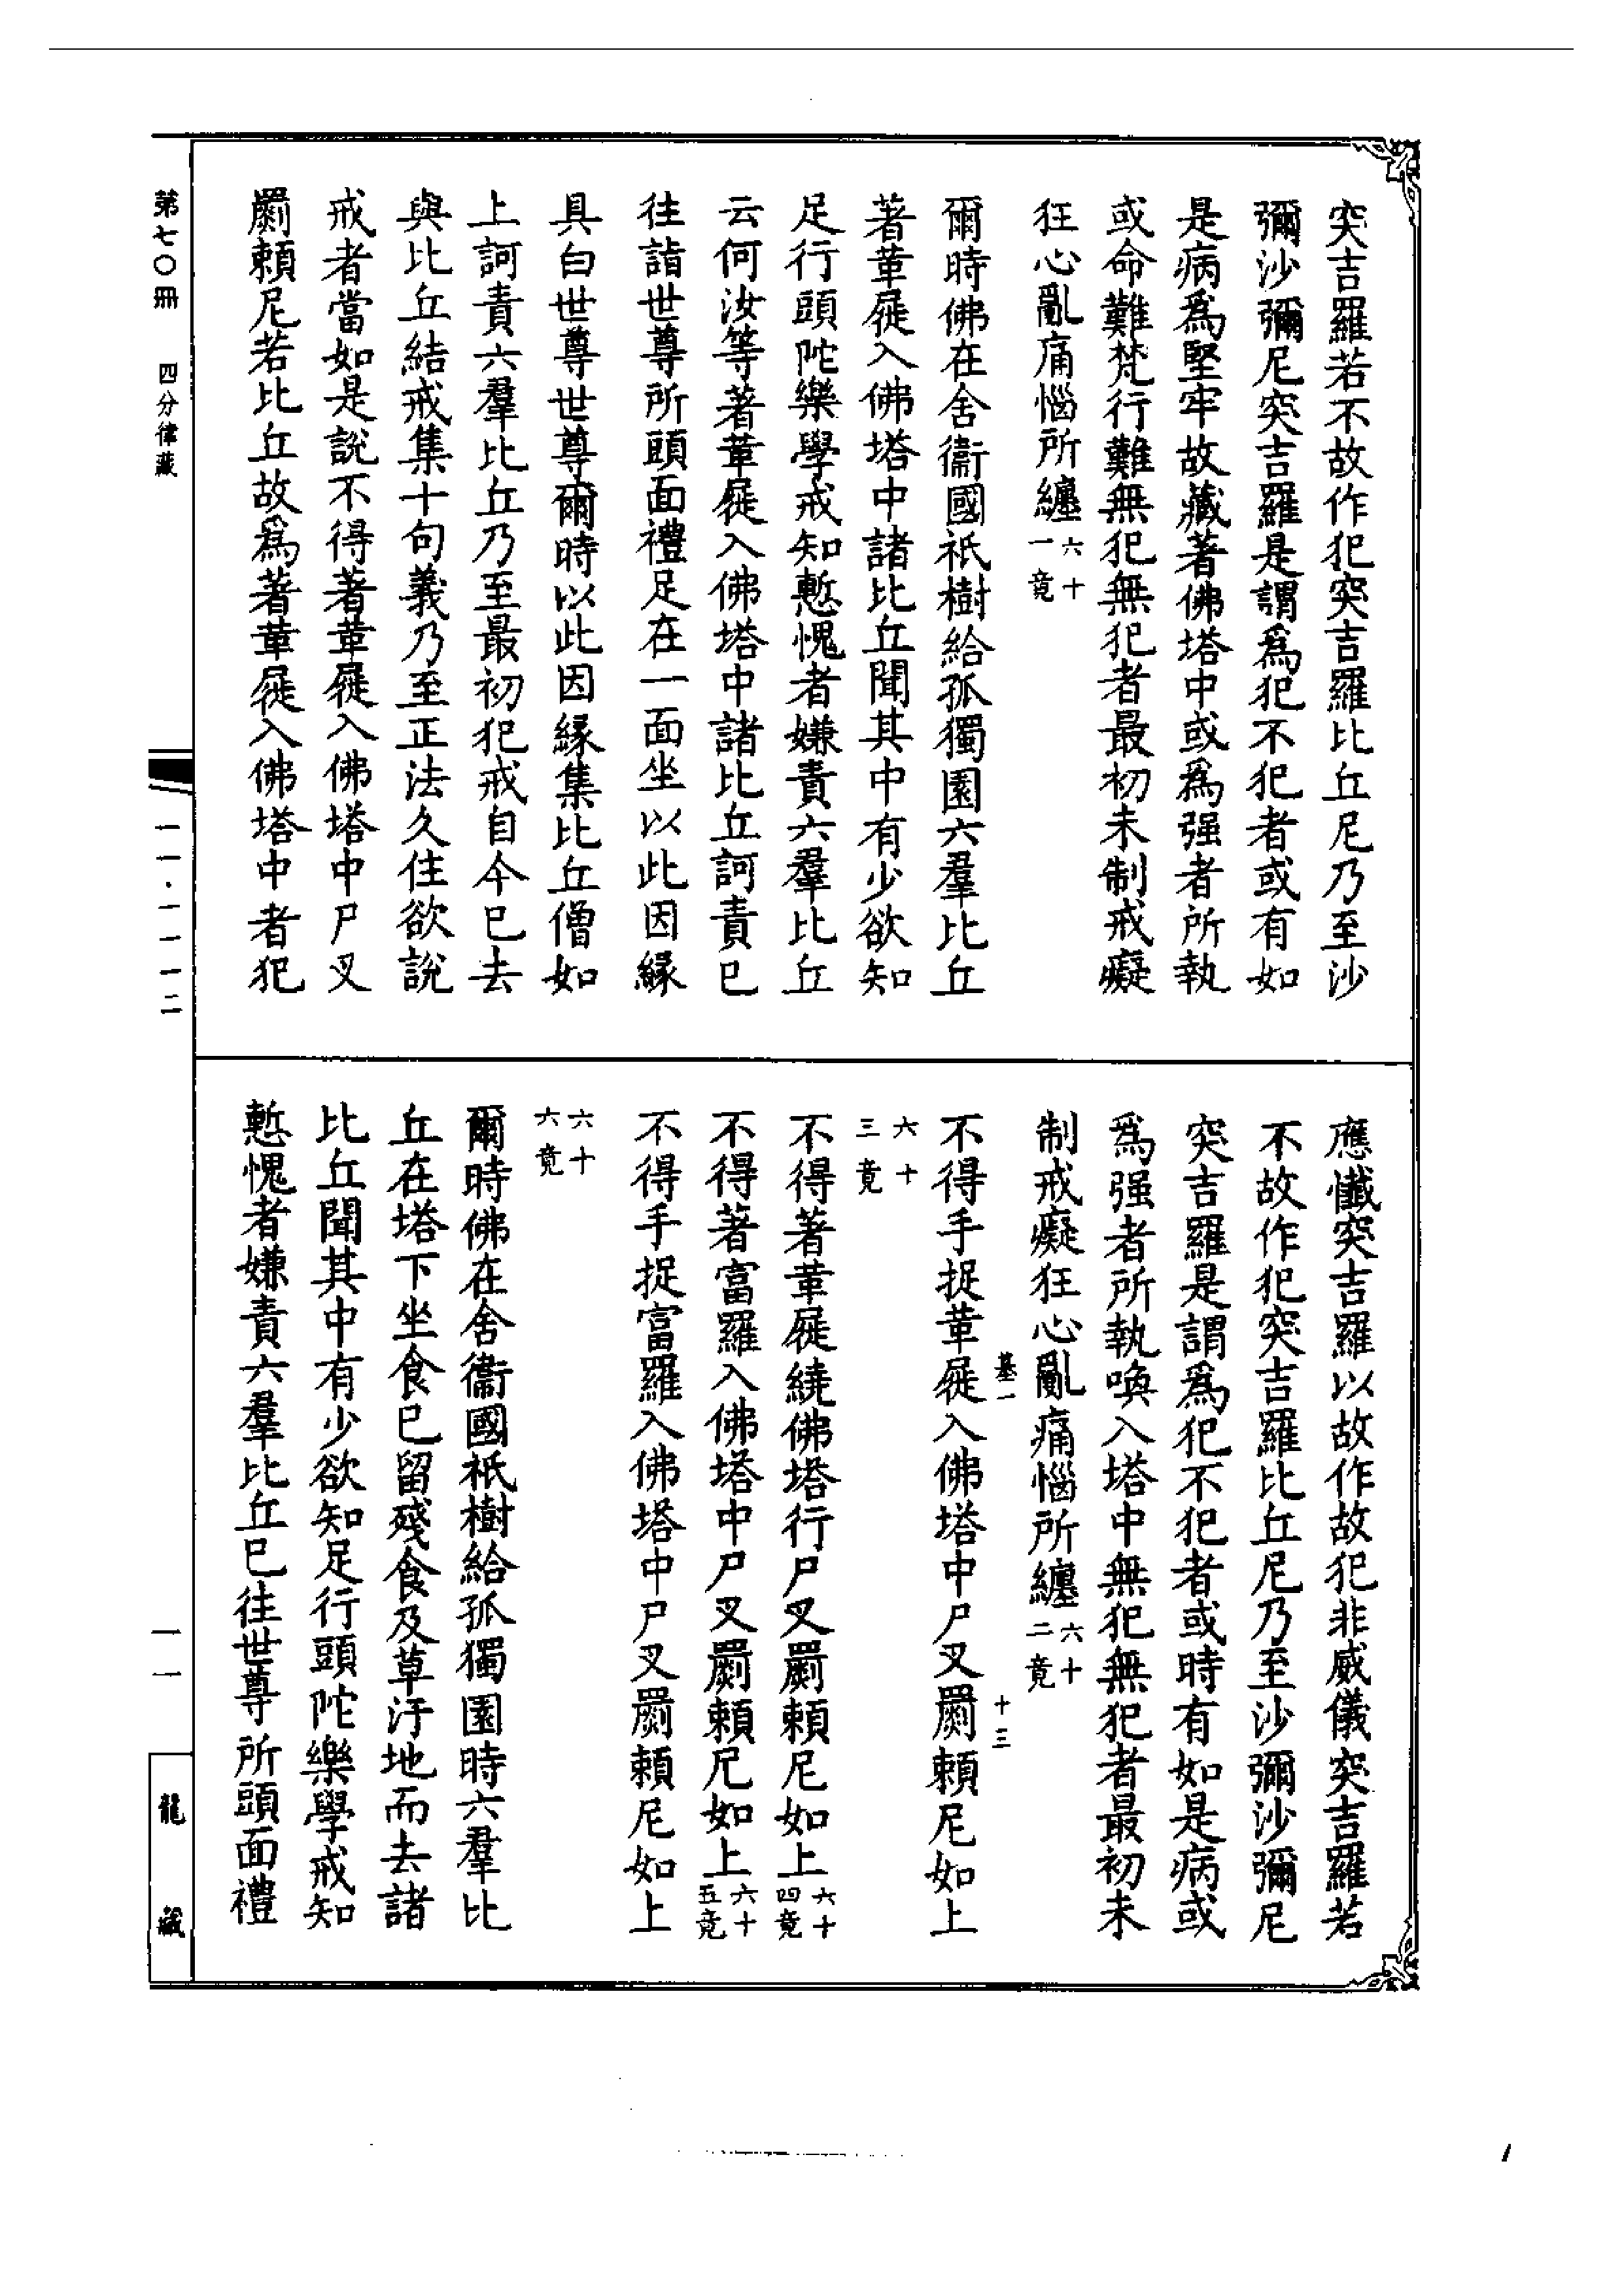 突吉羅若不故作犯突吉羅比丘尼乃至沙
彌沙彌尼突吉羅是謂爲犯不犯者或有如
是病爲堅牢故藏著佛塔中或爲强者所執
或命難梵行難無犯無犯者最初未制戒癡
狂心亂痛惱所纏六十一竟
爾時佛在舍衞國祇樹給孤獨園六羣比丘
著革屣入佛塔中諸比丘聞其中有少欲知
足行頭陀樂學戒知慙愧者嫌責六羣比丘
云何汝等著革屣入佛塔中諸比丘訶責已
往詣世尊所頭面禮足在一面坐以此因緣
具白世尊世尊爾時以此因緣集比丘僧如
上訶責六羣比丘乃至最初犯戒自今已去
與比丘結戒集十句義乃至正法久住欲說
戒者當如是說不得著革屣入佛塔中尸叉
罽賴尼若比丘故爲著革屣入佛塔中者犯
應懺突吉羅以故作故犯非威儀突吉羅若
不故作犯突吉羅比丘尼乃至沙彌沙彌尼
突吉羅是謂爲犯不犯者或時有如是病或
爲强者所執喚入塔中無犯無犯者最初未
制戒癡狂心亂痛惱所纏六十二竟
不得手捉革屣入佛塔中尸叉罽賴尼如上
六十三竟
不得著革屣繞佛塔行尸叉罽賴尼如上六十四竟
不得著富羅入佛塔中尸叉罽賴尼如上六十五竟
不得手捉富羅入佛塔中尸叉罽賴尼如上
六十六竟
爾時佛在舍衞國祇樹給孤獨園時六羣比
丘在塔下坐食已留殘食及草汙地而去諸
比丘聞其中有少欲知足行頭陀樂學戒知
慙愧者嫌責六羣比丘已往世尊所頭面禮
十三
第七〇冊 四分律藏
一一·一一一二
一一
龍藏